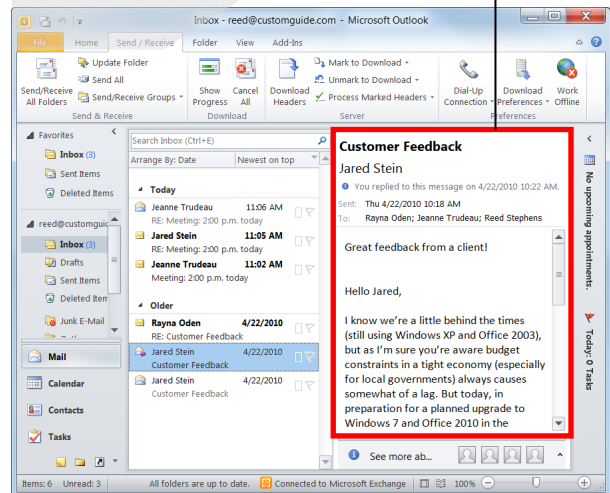 Inbox - reed@customguide.com - Microsoft Outlook
File Home Send / Receive Folder View Add-Ins
Send/Receive All Folders
Update Folder
Send All
Send/Receive Groups
Send & Receive
Show Progress
Cancel All
Download
Download Headers
Mark to Download
Unmark to Download
Process Marked Headers
Server
Dial-Up Connection
Download Preferences
Work Offline
Preferences
Favorites
Inbox (3)
Sent Items
Deleted Items
reed@customguic
Inbox (3)
Drafts
Sent Items
Deleted Item
Junk E-Mail
Mail
Calendar
Contacts
Tasks
Search Inbox (Ctrl+E)
Arrange By: Date Newest on top
Today
Jeanne Trudeau 11:06 AM
RE: Meeting: 2:00 p.m. today
Jared Stein 11:05 AM
RE: Meeting: 2:00 p.m. today
Jeanne Trudeau 11:02 AM
Meeting: 2:00 p.m. today
Older
Rayna Oden 4/22/2010
RE: Customer Feedback
Jared Stein 4/22/2010
Customer Feedback
Jared Stein 4/22/2010
Customer Feedback
Customer Feedback
Jared Stein
You replied to this message on 4/22/2010 10:22 AM.
Sent: Thu 4/22/2010 10:18 AM
To: Rayna Oden; Jeanne Trudeau; Reed Stephens
Great feedback from a client!
Hello Jared,
I know we're a little behind the times
(still using Windows XP and Office 2003),
but as I'm sure you're aware budget
constraints in a tight economy (especially
for local governments) always causes
somewhat of a lag. But today, in
preparation for a planned upgrade to
Windows 7 and Office 2010 in the
See more ab...
No upcoming appointments.
Today: 0 Tasks
Items: 6 Unread: 3 All folders are up to date. Connected to Microsoft Exchange 100%